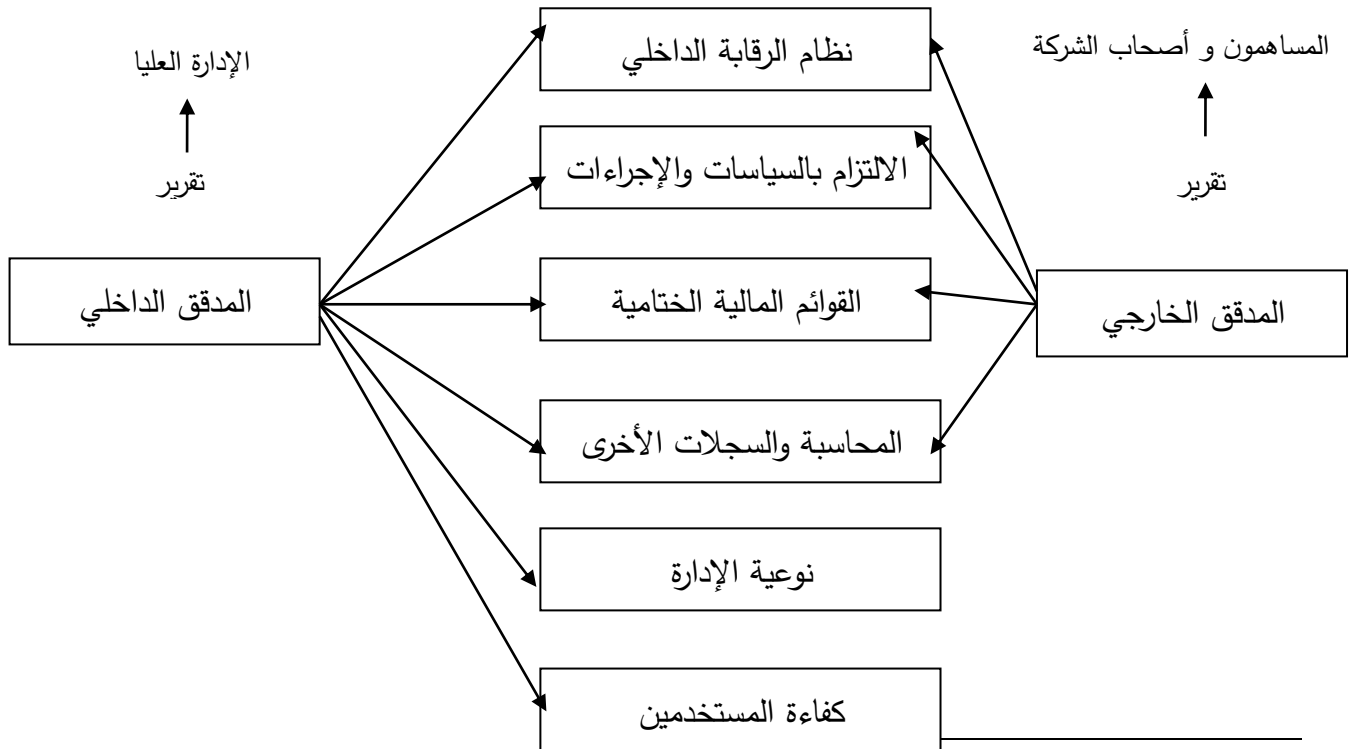 نظام الرقابة الداخلي
المساهمون و أصحاب الشركة
الإدارة العليا
الالتزام بالسياسات والإجراءات
تقرير
تقرير
المدقق الخارجي
القوائم المالية الختامية
المدقق الداخلي
المحاسبة والسجلات الأخرى
نوعية الإدارة
كفاءة المستخدمين